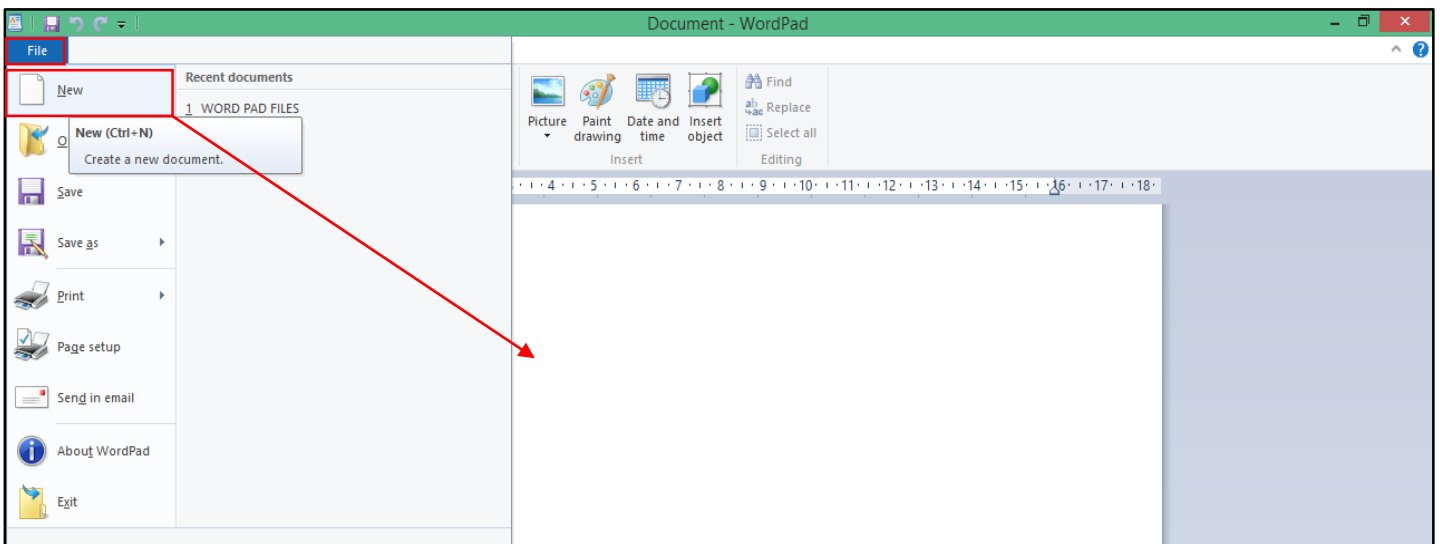 Document - WordPad
File
New
Recent documents
1 WORD PAD FILES
New (Ctrl+N)
Create a new document.
O
Save
Save as
Print
Page setup
Send in email
About WordPad
Exit
Picture
Paint drawing
Date and time
Insert object
Insert
Find
Replace
Select all
Editing
4 5 6 7 8 9 10 11 12 13 14 15 16 17 18